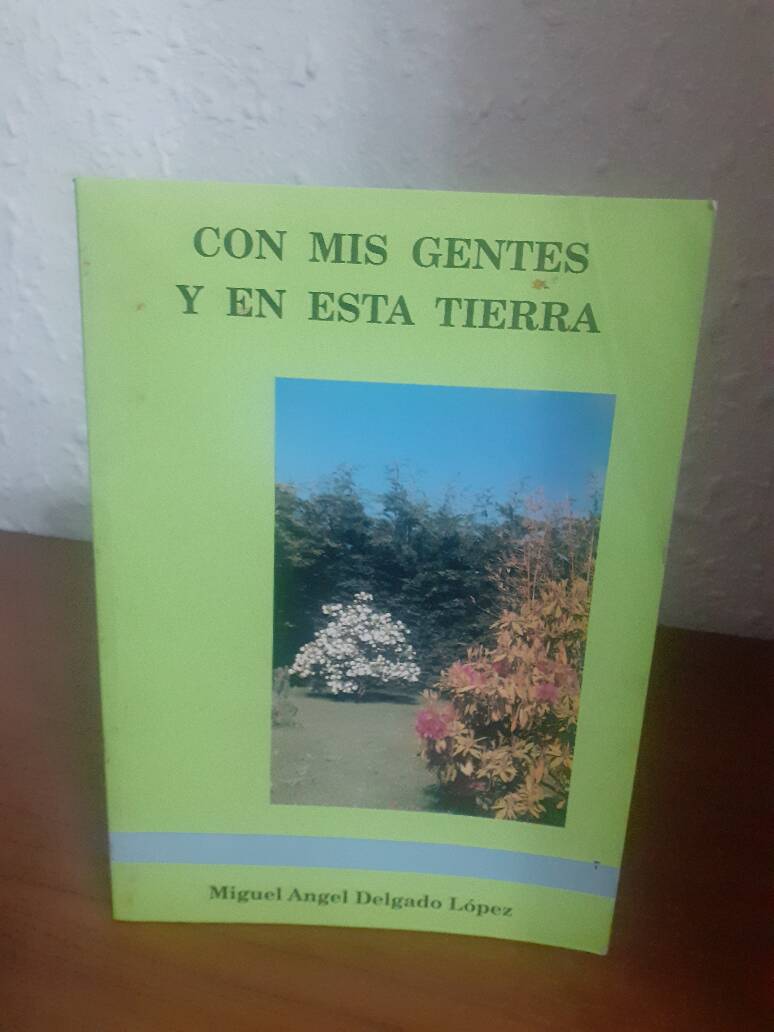 CON MIS GENTES
Y EN ESTA TIERRA
Miguel Angel Delgado López